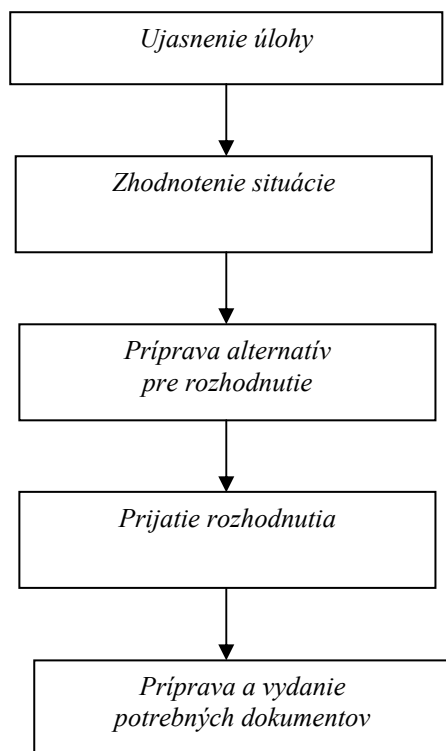 Ujasnenie úlohy
Zhodnotenie situácie
Príprava alternatív
pre rozhodnutie
Prijatie rozhodnutia
Príprava a vydanie
potrebných dokumentov